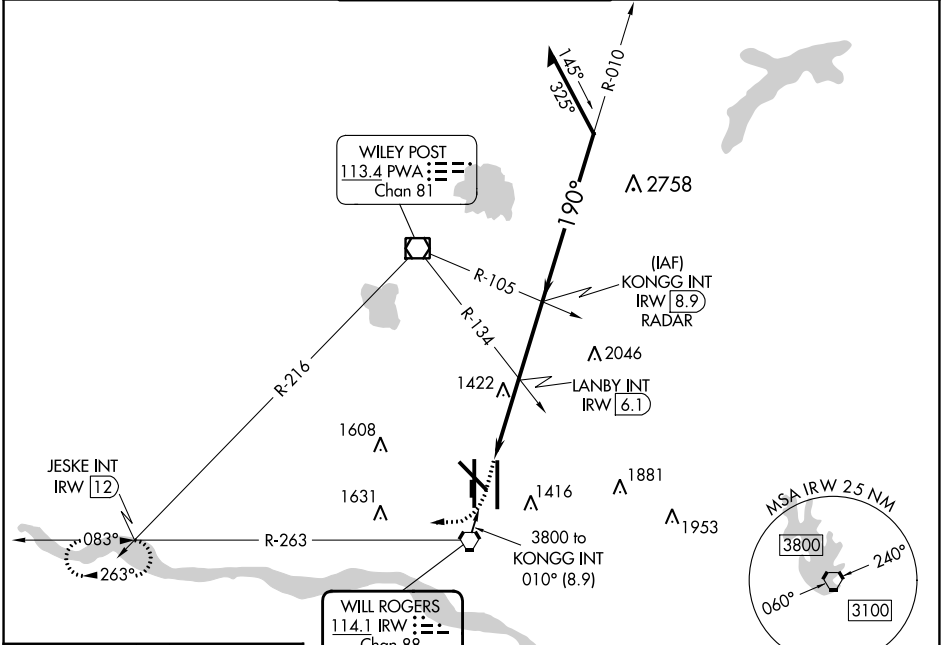 R-010
145°
325°
WILEY POST
113.4 PWA
Chan 81
2758
190°
(IAF)
KONGG INT
IRW 8.9
RADAR
R-105
R-134
2046
R-216
1422
LANBY INT
IRW 6.1
1608
JESKE INT
IRW 12
1631
1416
1881
1953
MSA IRW 25 NM
3800
240°
060°
3100
083°
R-263
263°
3800 to
KONGG INT
010° (8.9)
WILL ROGERS
114.1 IRW
Chan 88